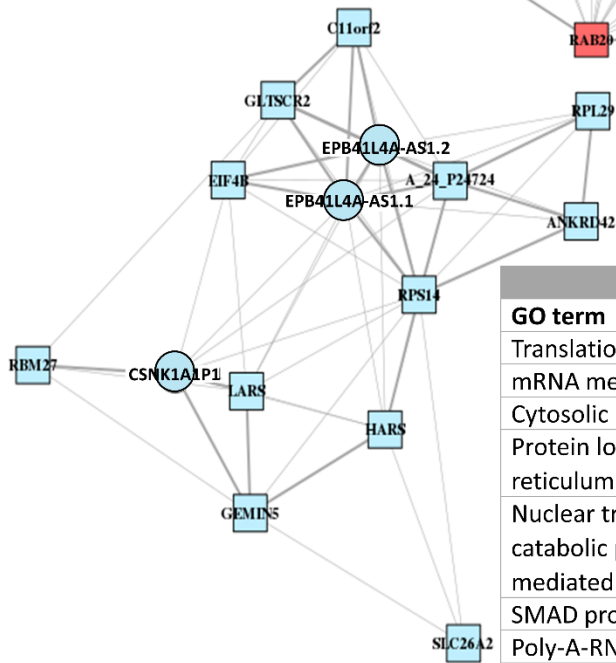 C11orf2
RAB20
GLTSCR2
RPL29
EPB41L4A-AS1.2
EIF4B
A_24_P24724
EPB41L4A-AS1.1
ANKRD42
RPS14
GO term
Translatio
RBM27
CSNK1A1P1
mRNA me
LARS
Cytosolic
HARS
Protein lo
reticulum
GEMIN5
Nuclear tr
catabolic
mediated
SMAD pro
SLC26A2
Poly-A-RN